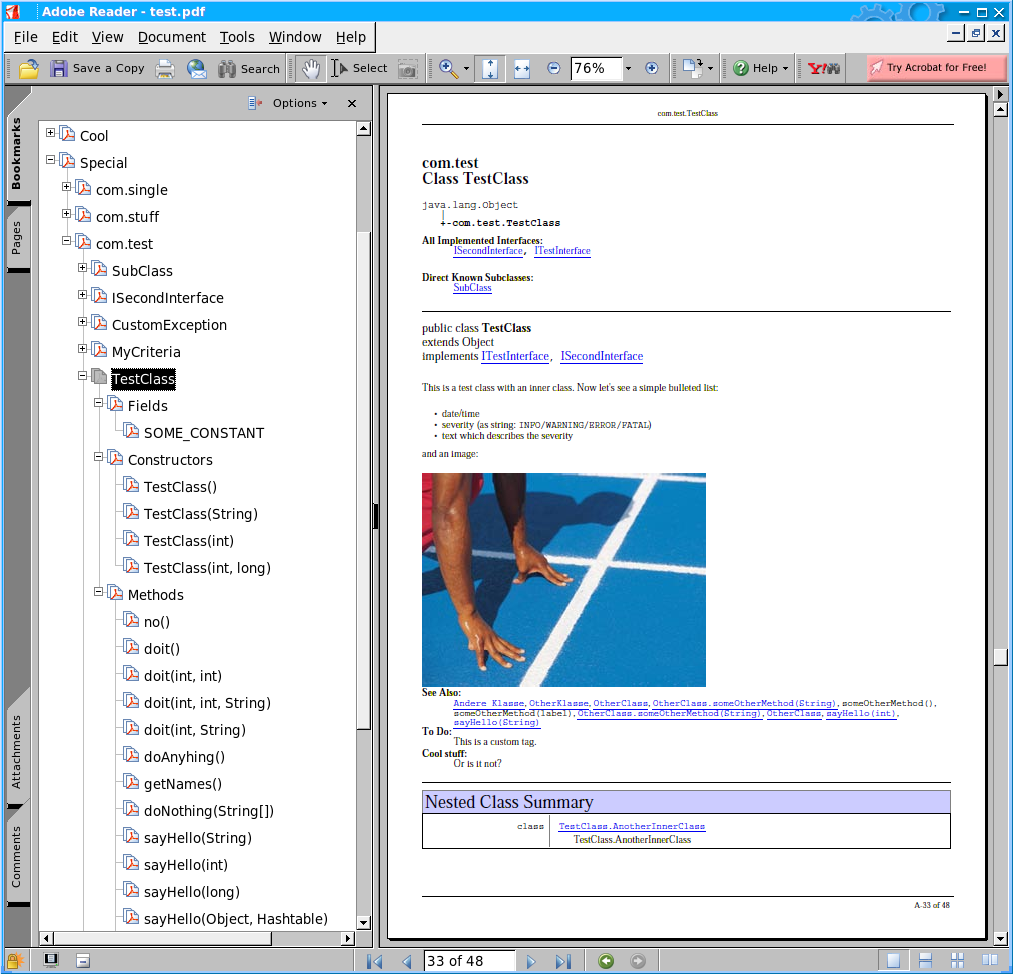 Adobe Reader - test.pdf
File Edit View Document Tools Window Help
Save a Copy Search Select 76% Help Y! Try Acrobat for Free!
Options
Bookmarks
Pages
Attachments
Comments
Cool
Special
com.single
com.stuff
com.test
SubClass
ISecondInterface
CustomException
MyCriteria
TestClass
Fields
SOME_CONSTANT
Constructors
TestClass()
TestClass(String)
TestClass(int)
TestClass(int, long)
Methods
no()
doit()
doit(int, int)
doit(int, int, String)
doit(int, String)
doAnyhing()
getNames()
doNothing(String[])
sayHello(String)
sayHello(int)
sayHello(long)
sayHello(Object, Hashtable)
com.test.TestClass
com.test
Class TestClass
java.lang.Object
|
+-com.test.TestClass
All Implemented Interfaces:
ISecondInterface, ITestInterface
Direct Known Subclasses:
SubClass
public class TestClass
extends Object
implements ITestInterface, ISecondInterface
This is a test class with an inner class. Now let's see a simple bulleted list:
• date/time
• severity (as string: INFO/WARNING/ERROR/FATAL)
• text which describes the severity
and an image:
See Also:
Andere Klasse, OtherKlasse, OtherClass, OtherClass.someOtherMethod(String), someOtherMethod(),
someOtherMethod(label), OtherClass.someOtherMethod(String), OtherClass, sayHello(int),
sayHello(String)
To Do:
This is a custom tag.
Cool stuff:
Or is it not?
Nested Class Summary
class TestClass.AnotherInnerClass
TestClass.AnotherInnerClass
A-33 of 48
33 of 48